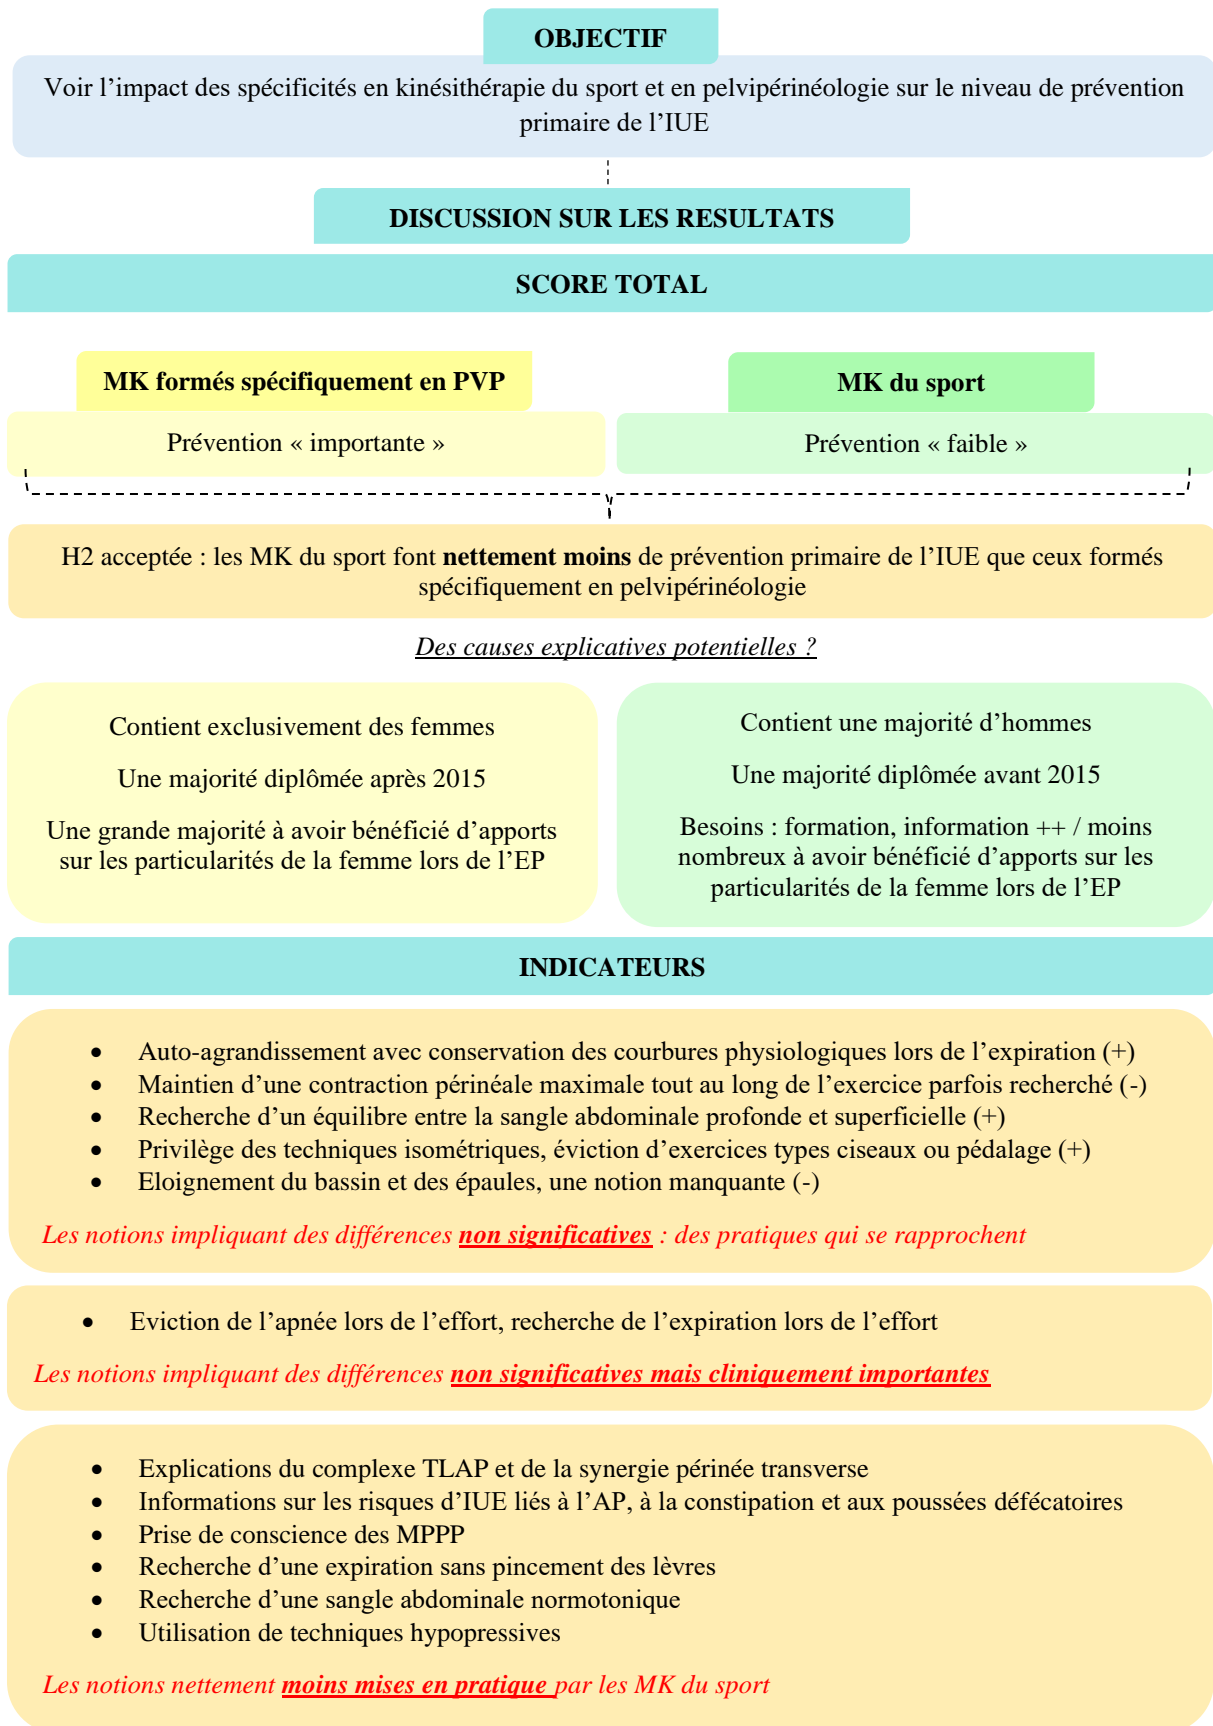 OBJECTIF
Voir l’impact des spécificités en kinésithérapie du sport et en pelvipérinéologie sur le niveau de prévention
primaire de l’IUE
DISCUSSION SUR LES RESULTATS
SCORE TOTAL
MK formés spécifiquement en PVP
Prévention « importante »
MK du sport
Prévention « faible »
H2 acceptée : les MK du sport font nettement moins de prévention primaire de l’IUE que ceux formés
spécifiquement en pelvipérinéologie
Des causes explicatives potentielles ?
Contient exclusivement des femmes
Une majorité diplômée après 2015
Une grande majorité à avoir bénéficié d’apports
sur les particularités de la femme lors de l’EP
Contient une majorité d’hommes
Une majorité diplômée avant 2015
Besoins : formation, information ++ / moins
nombreux à avoir bénéficié d’apports sur les
particularités de la femme lors de l’EP
INDICATEURS
• Auto-agrandissement avec conservation des courbures physiologiques lors de l’expiration (+)
• Maintien d’une contraction périnéale maximale tout au long de l’exercice parfois recherché (-)
• Recherche d’un équilibre entre la sangle abdominale profonde et superficielle (+)
• Privilège des techniques isométriques, éviction d’exercices types ciseaux ou pédalage (+)
• Eloignement du bassin et des épaules, une notion manquante (-)
Les notions impliquant des différences non significatives : des pratiques qui se rapprochent
• Eviction de l’apnée lors de l’effort, recherche de l’expiration lors de l’effort
Les notions impliquant des différences non significatives mais cliniquement importantes
• Explications du complexe TLAP et de la synergie périnée transverse
• Informations sur les risques d’IUE liés à l’AP, à la constipation et aux poussées défécatoires
• Prise de conscience des MPPP
• Recherche d’une expiration sans pincement des lèvres
• Recherche d’une sangle abdominale normotonique
• Utilisation de techniques hypopressives
Les notions nettement moins mises en pratique par les MK du sport